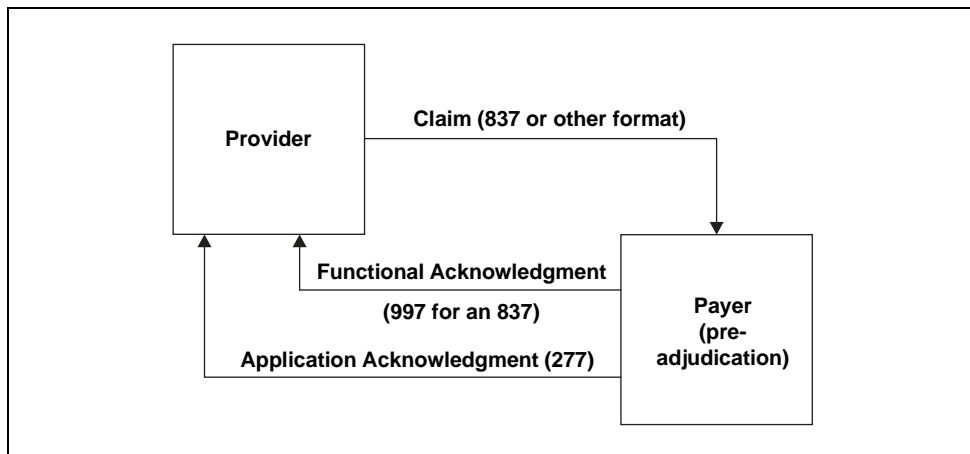 Provider
Claim (837 or other format)
Functional Acknowledgment
(997 for an 837)
Application Acknowledgment (277)
Payer
(pre-
adjudication)